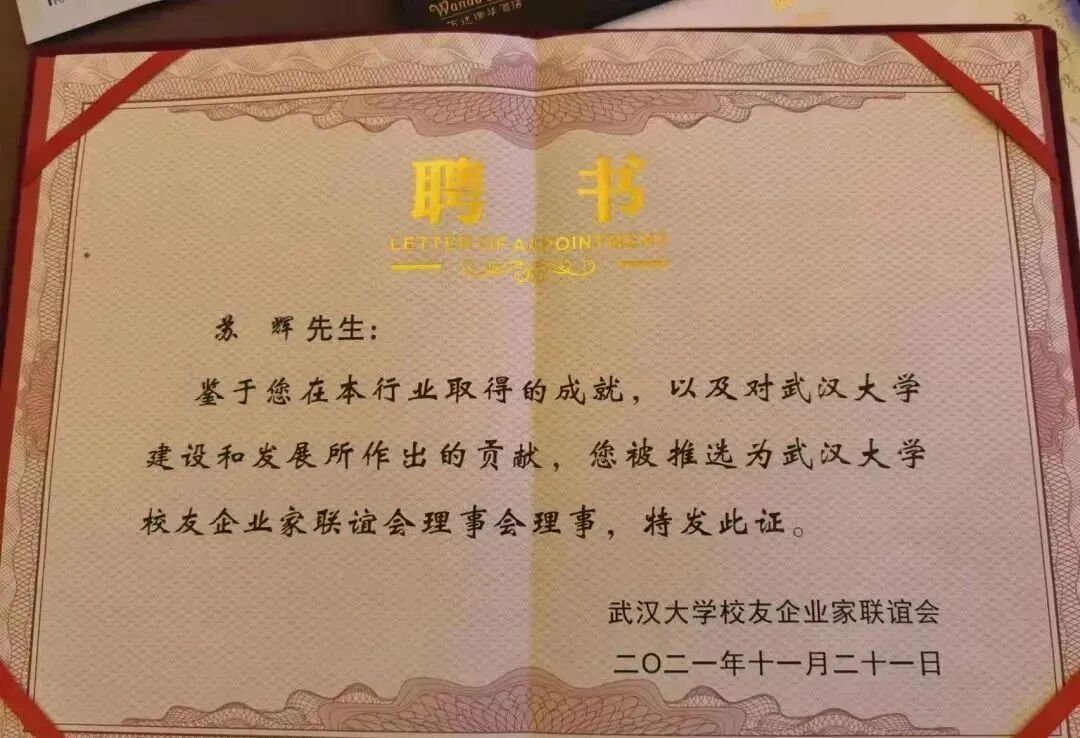 Wanda
聘 书
LETTER OF APPOINTMENT
苏 辉 先生:
鉴于您在本行业取得的成就,以及对武汉大学
建设和发展所作出的贡献,您被推选为武汉大学
校友企业家联谊会理事会理事,特发此证。
武汉大学校友企业家联谊会
二〇二一年十一月二十一日